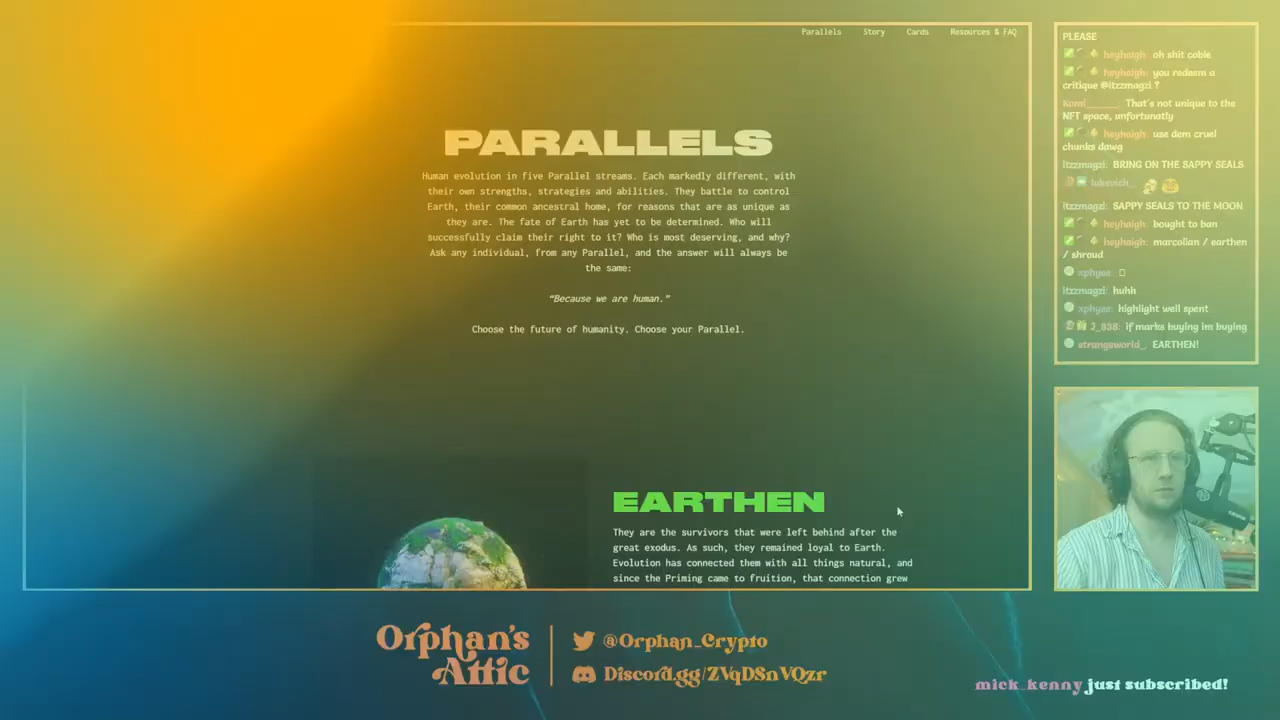 Parallels Story Cards Resources & FAQ
PARALLELS
Human evolution in five Parallel streams. Each markedly different, with
their own strengths, strategies and abilities. They battle to control
Earth, their common ancestral home, for reasons that are as unique as
they are. The fate of Earth has yet to be determined. Who will
successfully claim their right to it? Who is most deserving, and why?
Ask any individual, from any Parallel, and the answer will always be
the same:
“Because we are human.”
Choose the future of humanity. Choose your Parallel.
EARTHEN
They are the survivors that were left behind after the
great exodus. As such, they remained loyal to Earth.
Evolution has connected them with all things natural, and
since the Priming came to fruition, that connection grew
PLEASE
heyhaigh: oh shit cobie
heyhaigh: you redeem a
critique @itzzmagzi ?
That's not unique to the
NFT space, unfortunatly
heyhaigh: use dem cruel
chunks dawg
itzzmagzi: BRING ON THE SAPPY SEALS
lukevich_:
itzzmagzi: SAPPY SEALS TO THE MOON
heyhaigh: bought to ban
heyhaigh: marcolian / earthen
/ shroud
xphyez:
itzzmagzi: huhh
xphyez: highlight well spent
J_838: if marks buying im buying
strangeworld_: EARTHEN!
Orphan's
Attic
@Orphan_Crypto
Discord.gg/ZVqDSnVQzr
mick_kenny just subscribed!